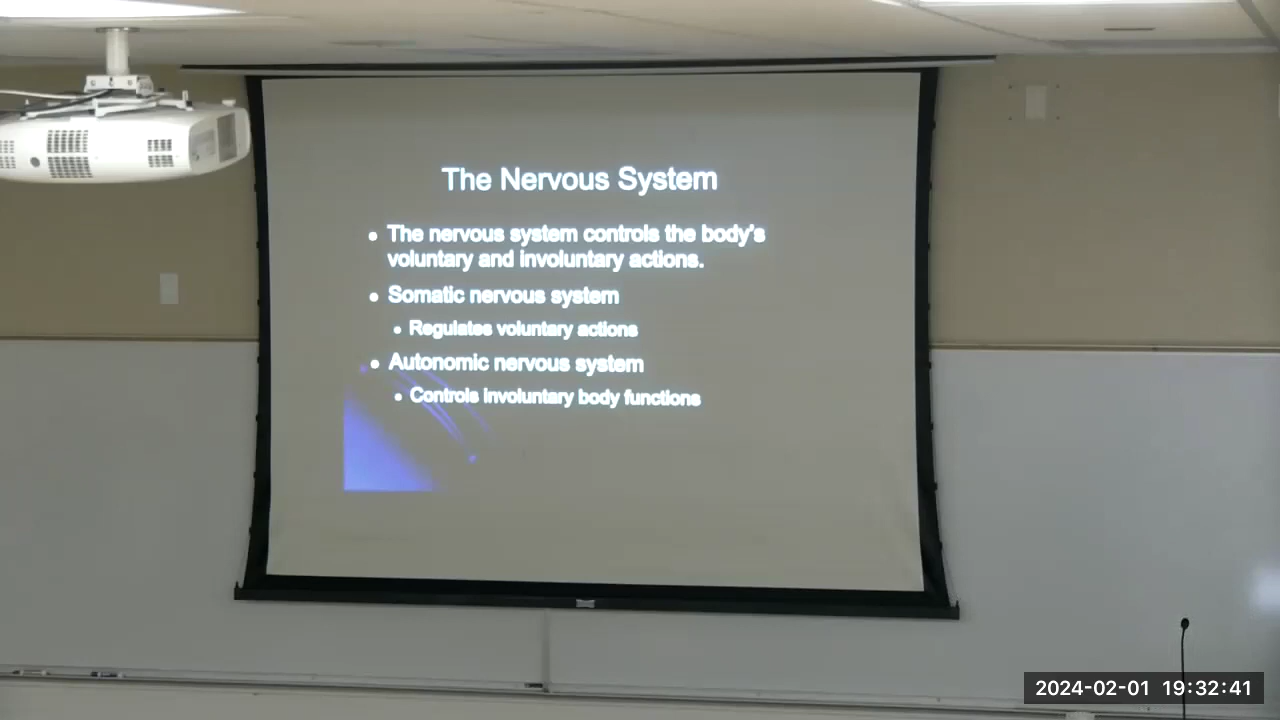 The Nervous System
• The nervous system controls the body's
voluntary and involuntary actions.
• Somatic nervous system
• Regulates voluntary actions
• Autonomic nervous system
• Controls involuntary body functions
2024-02-01 19:32:41